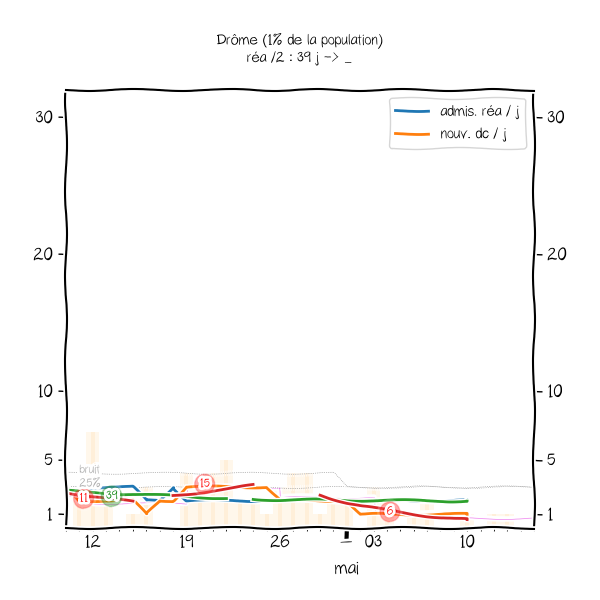 Drôme (1% de la population)
réa /2 : 39 j -> _
admis. réa / j
nouv. dc / j
30 30
20 20
10 10
5 5
1 1
bruit
25%
11 39 15 6
12 19 26 _ 03 10
mai